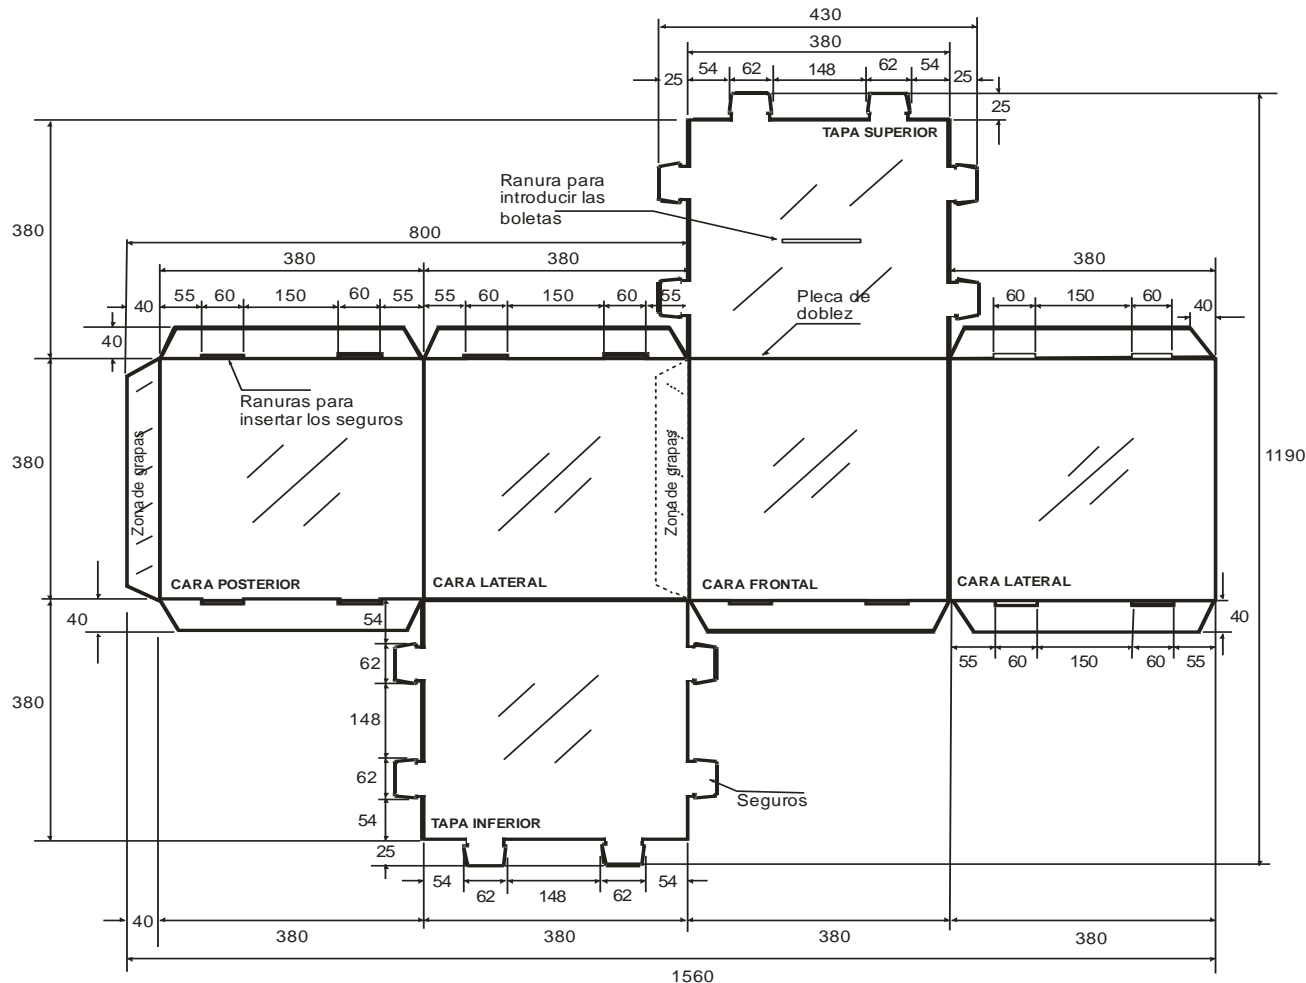 430
380
54 62 148 62 54
25 25
25
TAPA SUPERIOR
Ranura para
introducir las
boletas
380
800
380 380 380
40 55 60 150 60 55 55 60 150 60 55 60 150 60 40
Pleca de
doblez
40
Ranuras para
insertar los seguros
380
Zona de grapas
Zona de grapas
1190
CARA POSTERIOR
CARA LATERAL
CARA FRONTAL
CARA LATERAL
40
54
40
62
55 60 150 60 55
380
148
62
Seguros
54
TAPA INFERIOR
25
54 62 148 62 54
40 380 380 380 380
1560